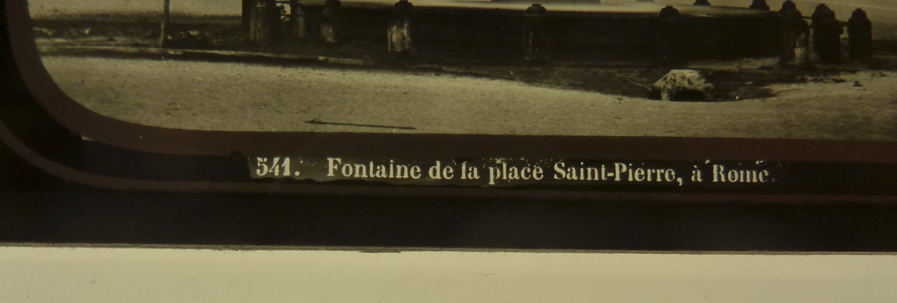 541. Fontaine de la place Saint-Pierre, à Rome.